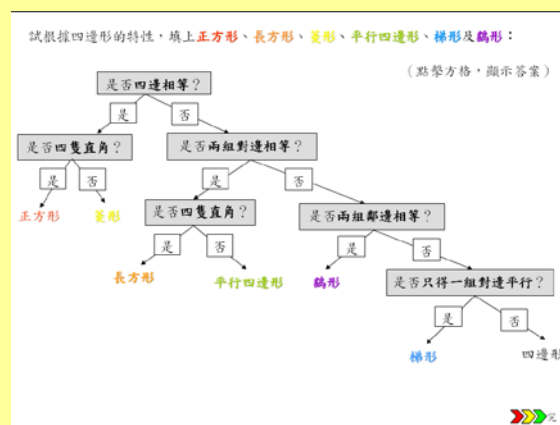 試根據四邊形的特性，填上正方形、長方形、菱形、平行四邊形、梯形及鷂形：
（點擊方格，顯示答案）
是否四邊相等？
是 否
是否四隻直角？ 是否兩組對邊相等？
是 否 是 否
正方形 菱形 是否四隻直角？ 是否兩組鄰邊相等？
是 否 是 否
長方形 平行四邊形 鷂形 是否只得一組對邊平行？
是 否
梯形 四邊形
完